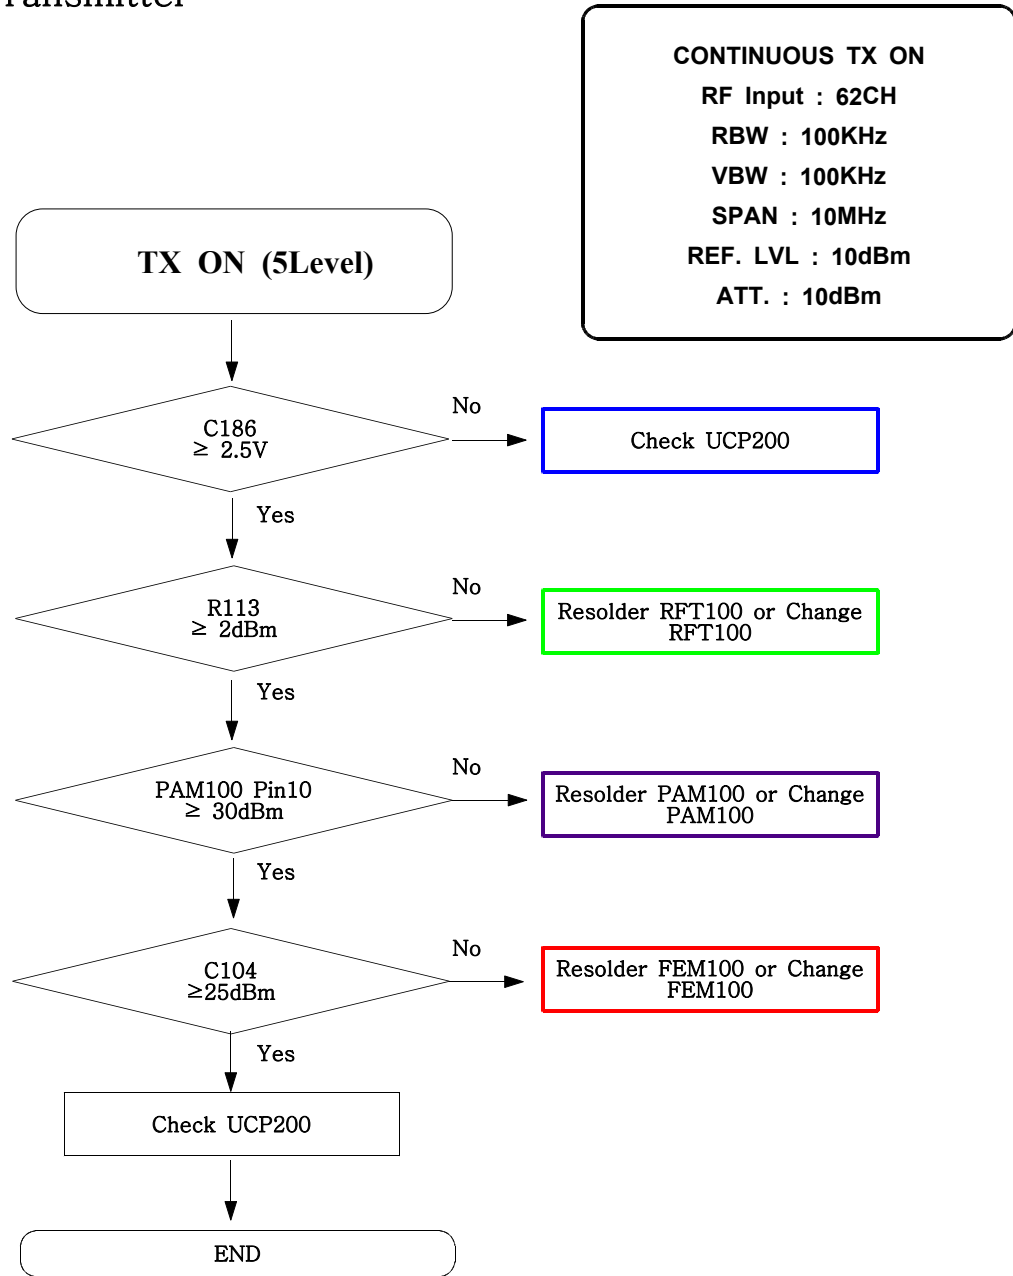 CONTINUOUS TX ON
RF Input : 62CH
RBW : 100KHz
VBW : 100KHz
SPAN : 10MHz
REF. LVL : 10dBm
ATT. : 10dBm
TX ON (5Level)
C186
≥ 2.5V
No
Check UCP200
Yes
R113
≥ 2dBm
No
Resolder RFT100 or Change
RFT100
Yes
PAM100 Pin10
≥ 30dBm
No
Resolder PAM100 or Change
PAM100
Yes
C104
≥25dBm
No
Resolder FEM100 or Change
FEM100
Yes
Check UCP200
END